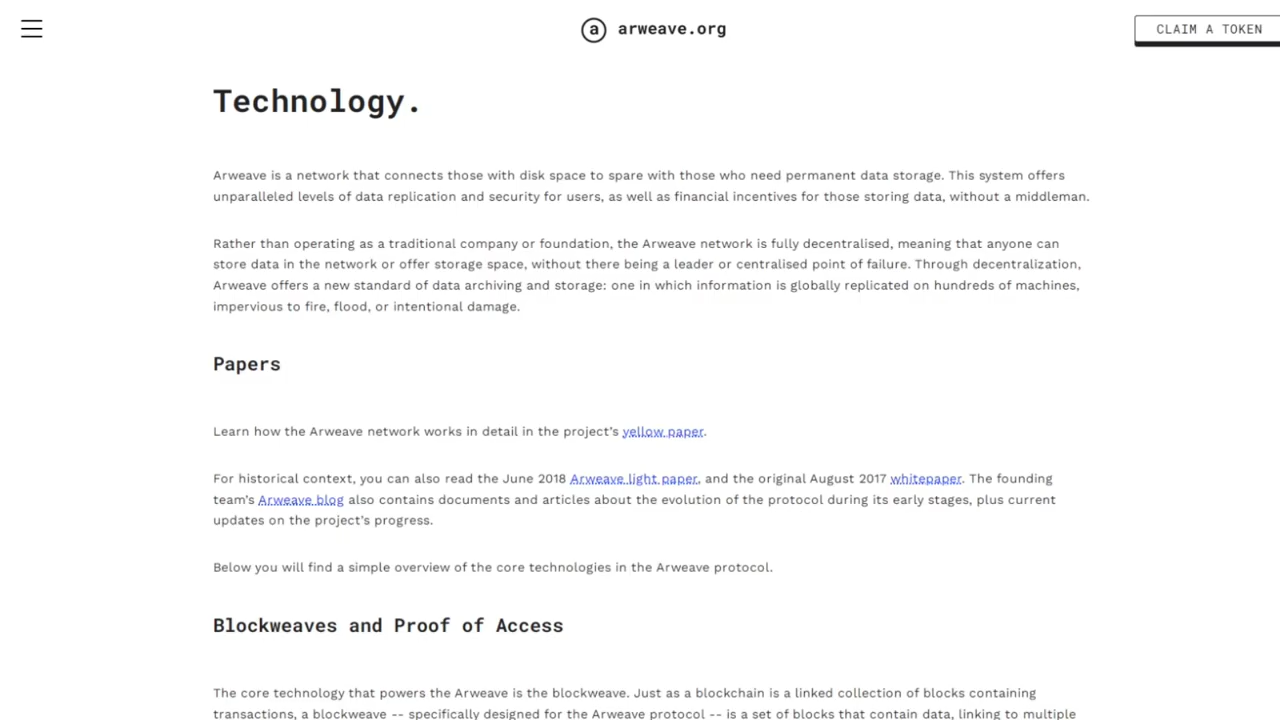 a arweave.org
CLAIM A TOKEN
Technology.
Arweave is a network that connects those with disk space to spare with those who need permanent data storage. This system offers
unparalleled levels of data replication and security for users, as well as financial incentives for those storing data, without a middleman.
Rather than operating as a traditional company or foundation, the Arweave network is fully decentralised, meaning that anyone can
store data in the network or offer storage space, without there being a leader or centralised point of failure. Through decentralization,
Arweave offers a new standard of data archiving and storage: one in which information is globally replicated on hundreds of machines,
impervious to fire, flood, or intentional damage.
Papers
Learn how the Arweave network works in detail in the project's yellow paper.
For historical context, you can also read the June 2018 Arweave light paper, and the original August 2017 whitepaper. The founding
team's Arweave blog also contains documents and articles about the evolution of the protocol during its early stages, plus current
updates on the project's progress.
Below you will find a simple overview of the core technologies in the Arweave protocol.
Blockweaves and Proof of Access
The core technology that powers the Arweave is the blockweave. Just as a blockchain is a linked collection of blocks containing
transactions, a blockweave -- specifically designed for the Arweave protocol -- is a set of blocks that contain data, linking to multiple